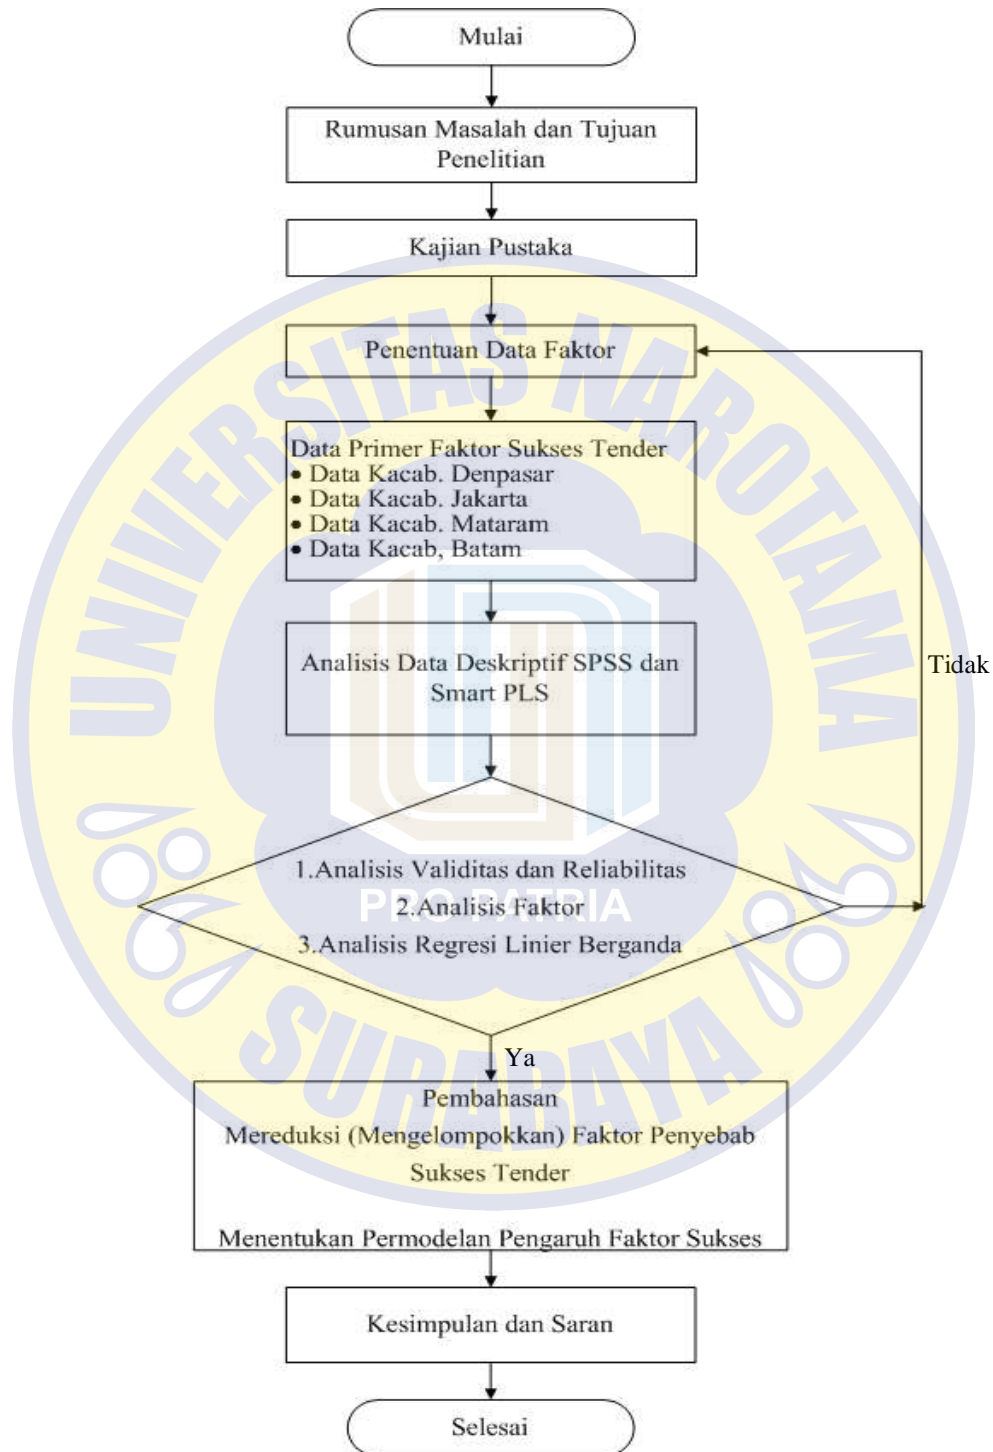 Mulai
Rumusan Masalah dan Tujuan
Penelitian
Kajian Pustaka
Penentuan Data Faktor
Data Primer Faktor Sukses Tender
• Data Kacab. Denpasar
• Data Kacab. Jakarta
• Data Kacab. Mataram
• Data Kacab, Batam
Analisis Data Deskriptif SPSS dan
Smart PLS
Tidak
1.Analisis Validitas dan Reliabilitas
2.Analisis Faktor
3.Analisis Regresi Linier Berganda
Ya
Pembahasan
Mereduksi (Mengelompokkan) Faktor Penyebab
Sukses Tender
Menentukan Permodelan Pengaruh Faktor Sukses
Kesimpulan dan Saran
Selesai
UNIVERSITAS NAROTAMA
PRO PATRIA
SURABAYA